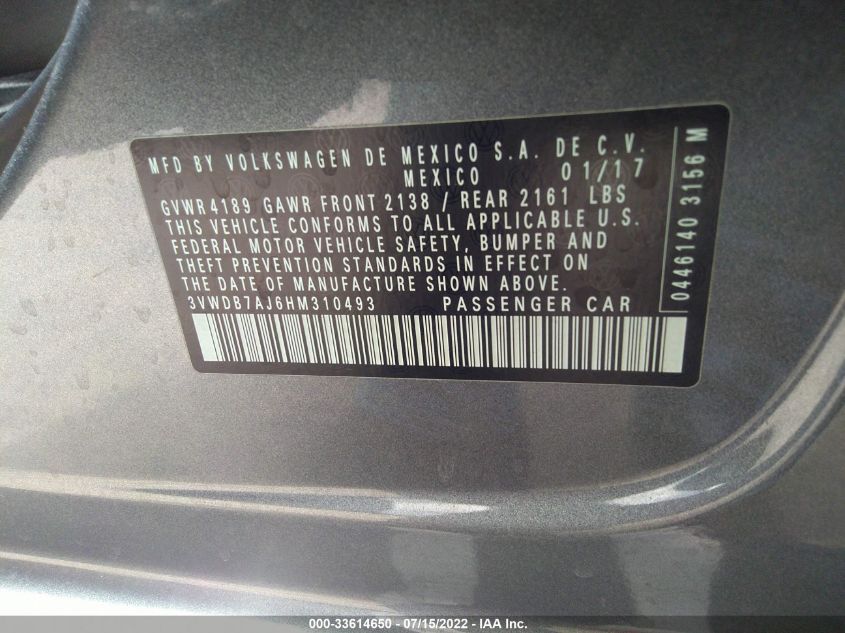 MFD BY VOLKSWAGEN DE MEXICO S.A. DE C.V.
MEXICO 01/17
GVWR4189 GAWR FRONT 2138 / REAR 2161 LBS
THIS VEHICLE CONFORMS TO ALL APPLICABLE U.S.
FEDERAL MOTOR VEHICLE SAFETY, BUMPER AND
THEFT PREVENTION STANDARDS IN EFFECT ON
THE DATE OF MANUFACTURE SHOWN ABOVE.
3VWDB7AJ6HM310493 PASSENGER CAR
0446140 3156 M
000-33614650 - 07/15/2022 - IAA Inc.